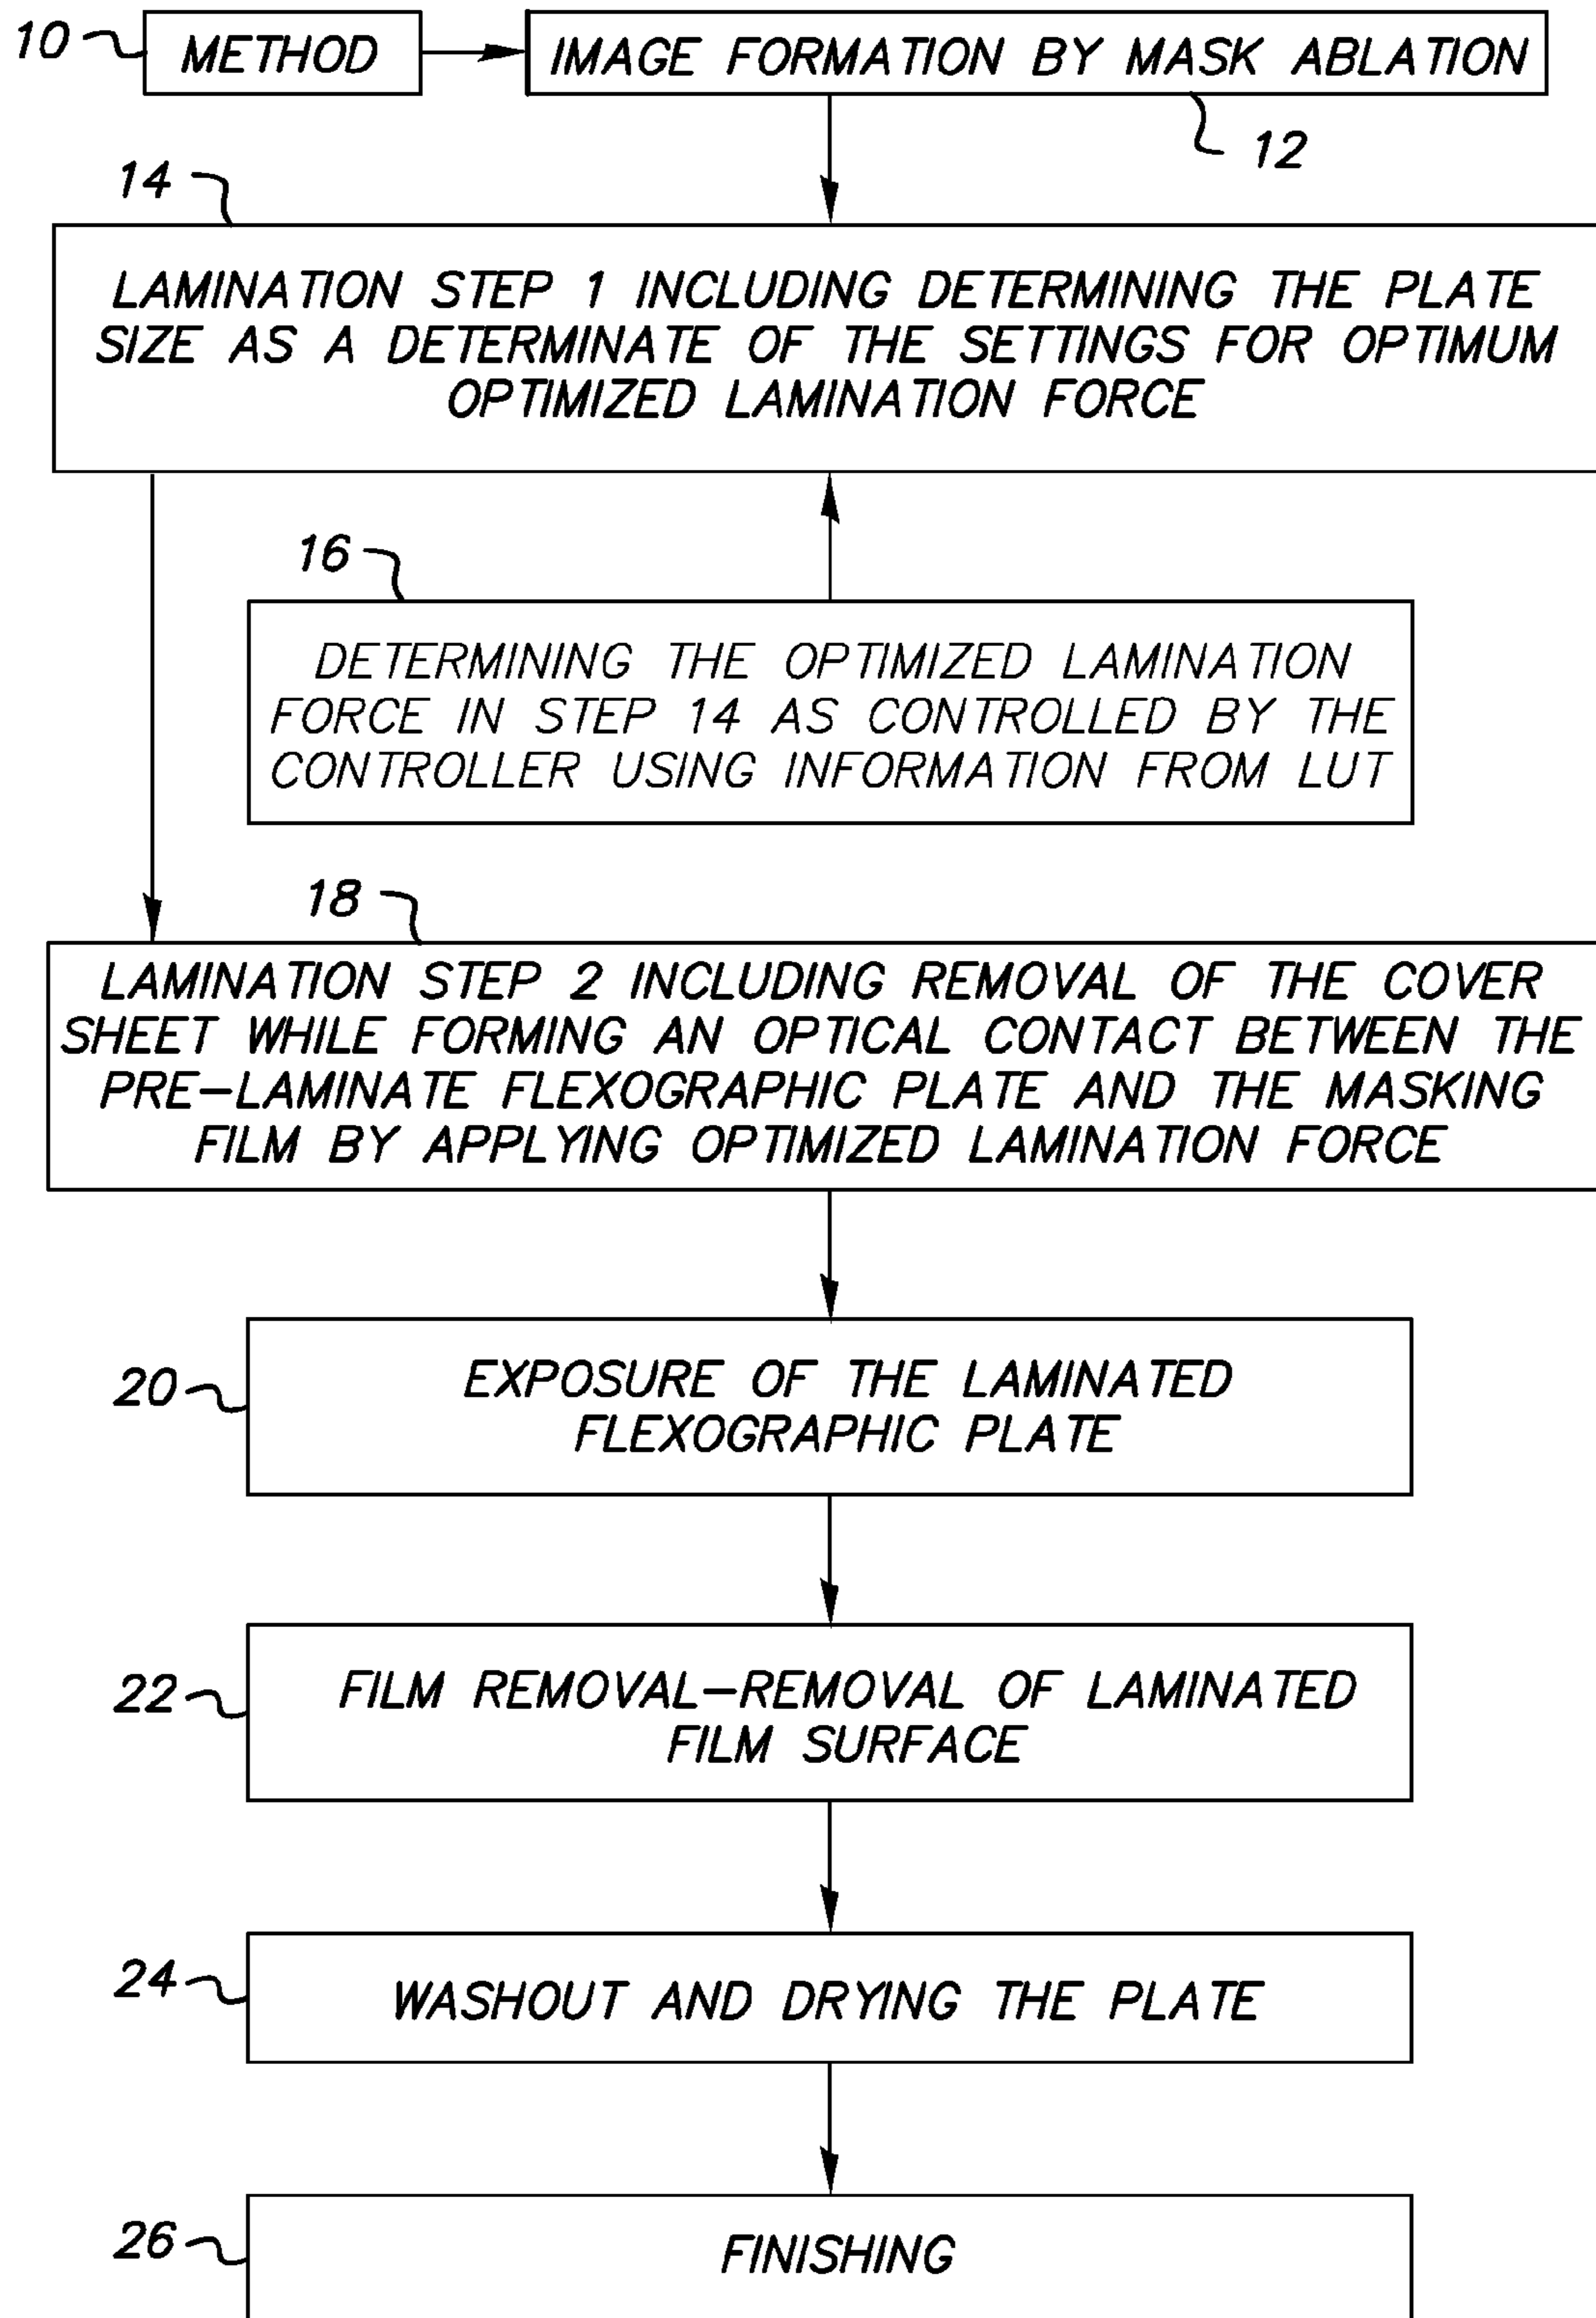 10
METHOD
IMAGE FORMATION BY MASK ABLATION
12
14
LAMINATION STEP 1 INCLUDING DETERMINING THE PLATE
SIZE AS A DETERMINATE OF THE SETTINGS FOR OPTIMUM
OPTIMIZED LAMINATION FORCE
16
DETERMINING THE OPTIMIZED LAMINATION
FORCE IN STEP 14 AS CONTROLLED BY THE
CONTROLLER USING INFORMATION FROM LUT
18
LAMINATION STEP 2 INCLUDING REMOVAL OF THE COVER
SHEET WHILE FORMING AN OPTICAL CONTACT BETWEEN THE
PRE-LAMINATE FLEXOGRAPHIC PLATE AND THE MASKING
FILM BY APPLYING OPTIMIZED LAMINATION FORCE
20
EXPOSURE OF THE LAMINATED
FLEXOGRAPHIC PLATE
22
FILM REMOVAL-REMOVAL OF LAMINATED
FILM SURFACE
24
WASHOUT AND DRYING THE PLATE
26
FINISHING